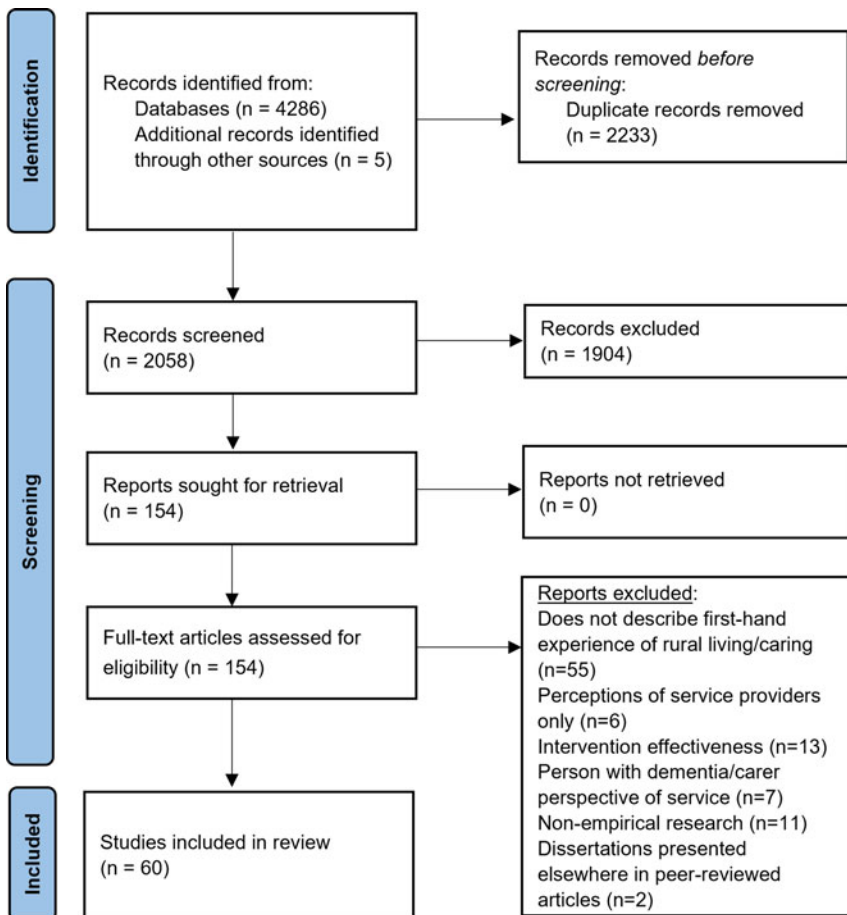 Identification
Records identified from:
Databases (n = 4286)
Additional records identified
through other sources (n = 5)
Records removed before
screening:
Duplicate records removed
(n = 2233)
Screening
Records screened
(n = 2058)
Records excluded
(n = 1904)
Reports sought for retrieval
(n = 154)
Reports not retrieved
(n = 0)
Full-text articles assessed for
eligibility (n = 154)
Reports excluded:
Does not describe first-hand
experience of rural living/caring
(n=55)
Perceptions of service providers
only (n=6)
Intervention effectiveness (n=13)
Person with dementia/carer
perspective of service (n=7)
Non-empirical research (n=11)
Dissertations presented
elsewhere in peer-reviewed
articles (n=2)
Included
Studies included in review
(n = 60)